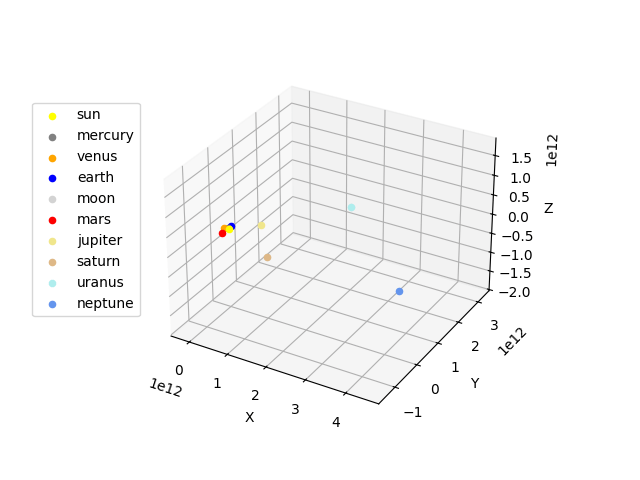 sun
mercury
venus
earth
moon
mars
jupiter
saturn
uranus
neptune
1e12
1.5
1.0
0.5
0.0
−0.5
−1.0
−1.5
−2.0
Z
3
2
1
0
−1
1e12
Y
0
1
2
3
4
1e12
X